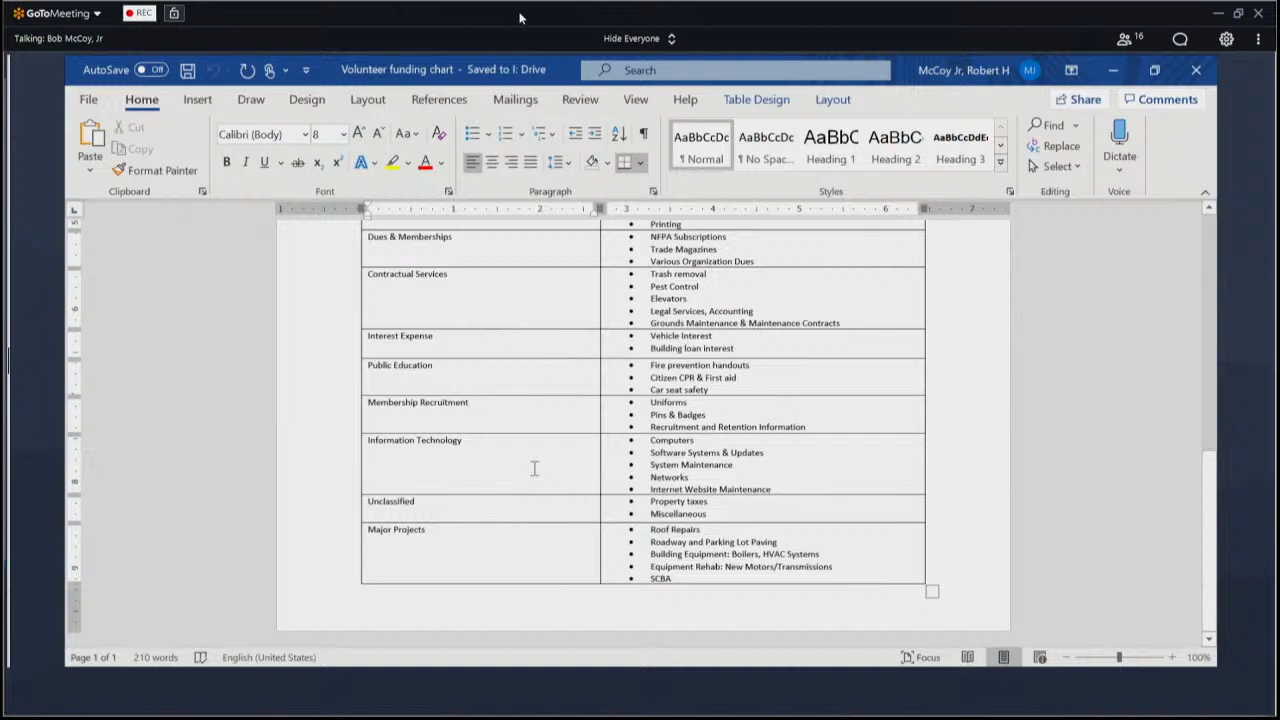 GoToMeeting
REC
Talking: Bob McCoy, Jr
Hide Everyone
16
AutoSave Off
Volunteer funding chart - Saved to I: Drive
Search
McCoy Jr, Robert H
MJ
File Home Insert Draw Design Layout References Mailings Review View Help Table Design Layout
Share
Comments
Paste
Cut
Copy
Format Painter
Clipboard
Calibri (Body) 8
Font
Paragraph
AaBbCcDc AaBbCcDc AaBbC AaBbC AaBbCcDdE
¶ Normal ¶ No Spac... Heading 1 Heading 2 Heading 3
Styles
Find
Replace
Select
Editing
Dictate
Voice
Printing
Dues & Memberships
• NFPA Subscriptions
• Trade Magazines
• Various Organization Dues
Contractual Services
• Trash removal
• Pest Control
• Elevators
• Legal Services, Accounting
• Grounds Maintenance & Maintenance Contracts
Interest Expense
• Vehicle Interest
• Building loan interest
Public Education
• Fire prevention handouts
• Citizen CPR & First aid
• Car seat safety
Membership Recruitment
• Uniforms
• Pins & Badges
• Recruitment and Retention Information
Information Technology
• Computers
• Software Systems & Updates
• System Maintenance
• Networks
• Internet Website Maintenance
Unclassified
• Property taxes
• Miscellaneous
Major Projects
• Roof Repairs
• Roadway and Parking Lot Paving
• Building Equipment: Boilers, HVAC Systems
• Equipment Rehab: New Motors/Transmissions
• SCBA
Page 1 of 1 210 words English (United States)
Focus
100%